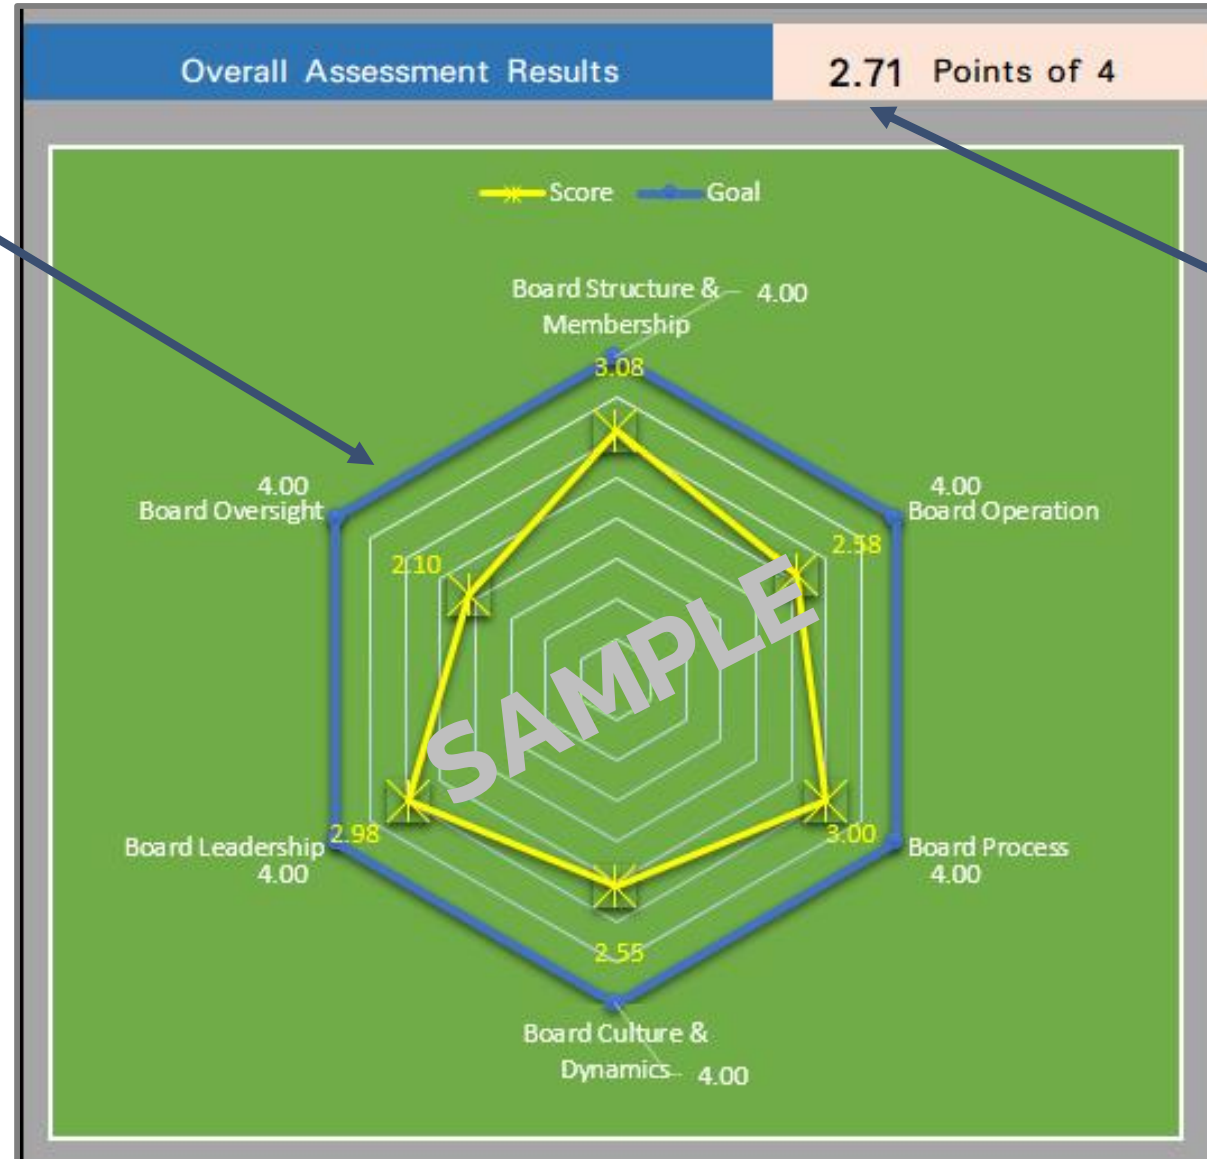 Overall Assessment Results
2.71 Points of 4
Score
Goal
Board Structure &
Membership
4.00
3.08
4.00
Board Oversight
2.10
4.00
Board Operation
2.58
SAMPLE
Board Leadership
4.00
2.98
3.00
Board Process
4.00
2.55
Board Culture &
Dynamics
4.00